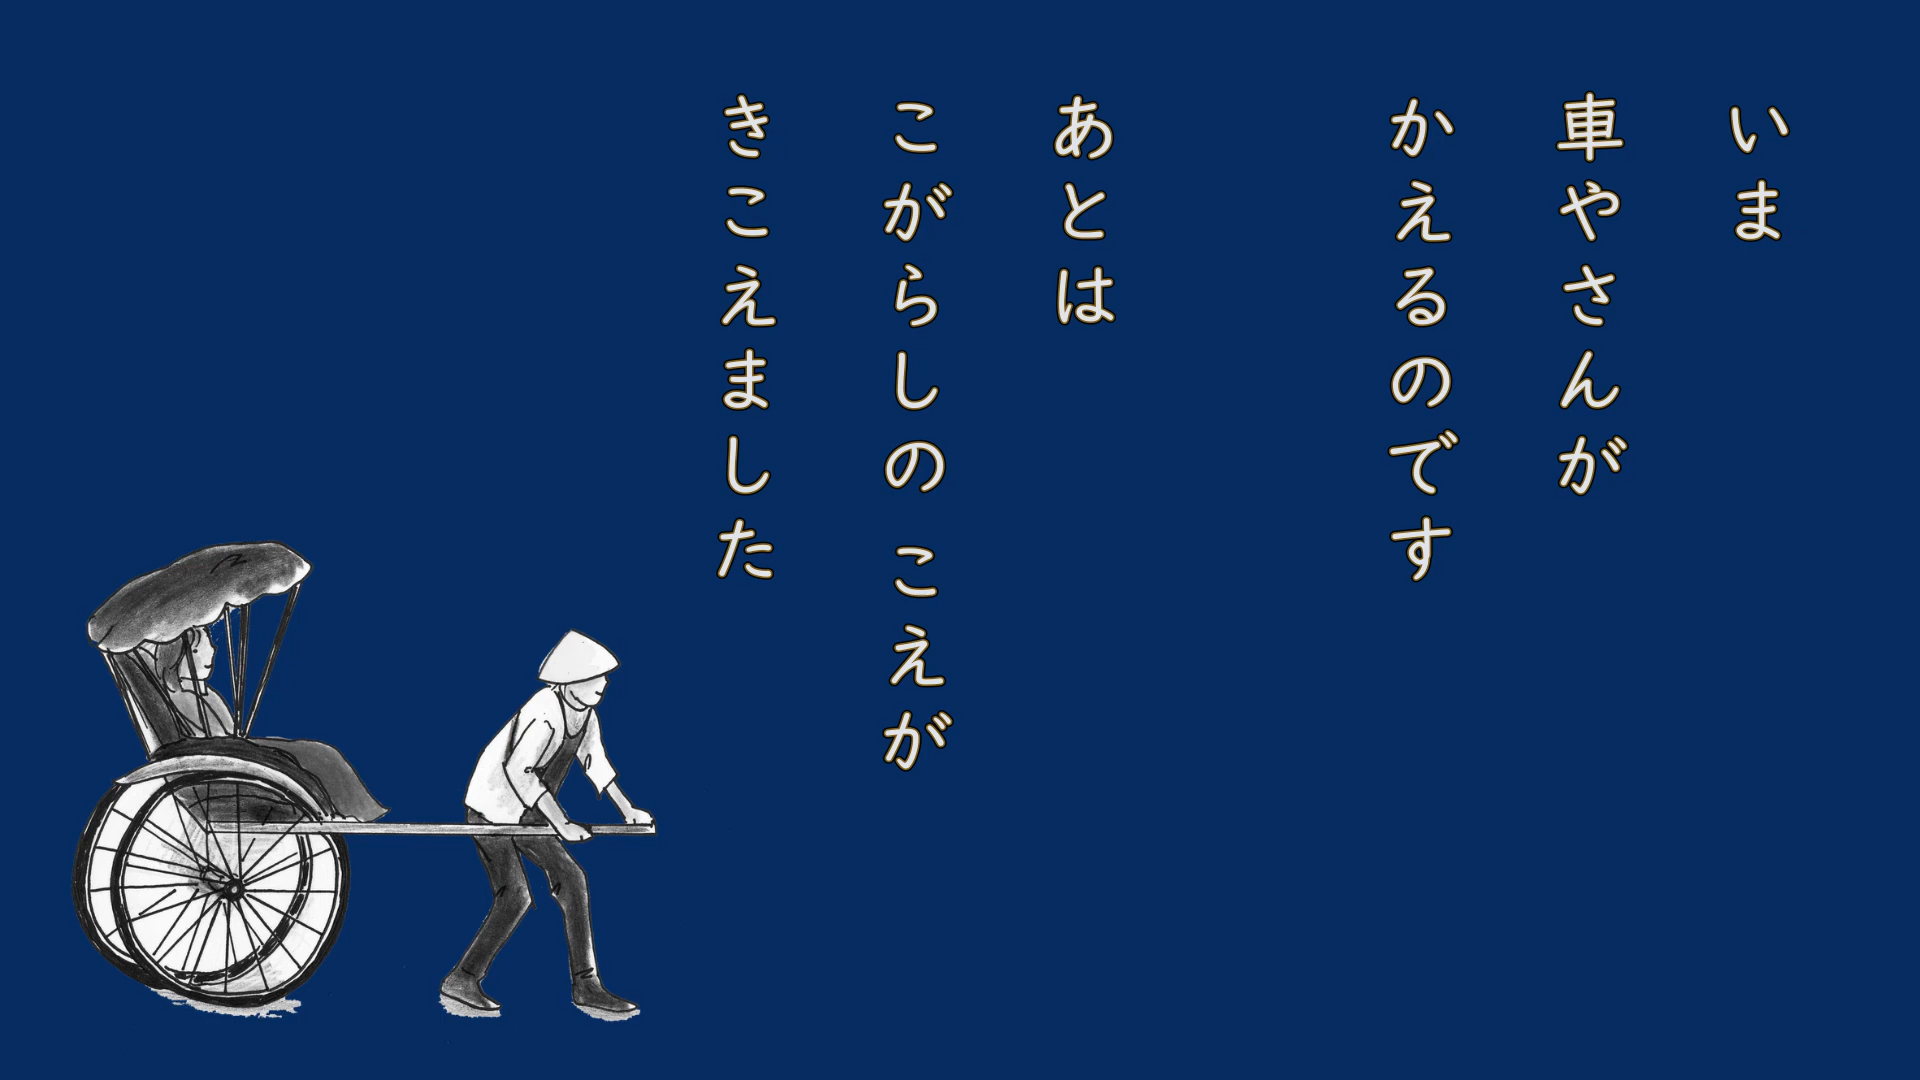 いま
車やさんが
かえるのです
あとは
こがらしの こえが
きこえました